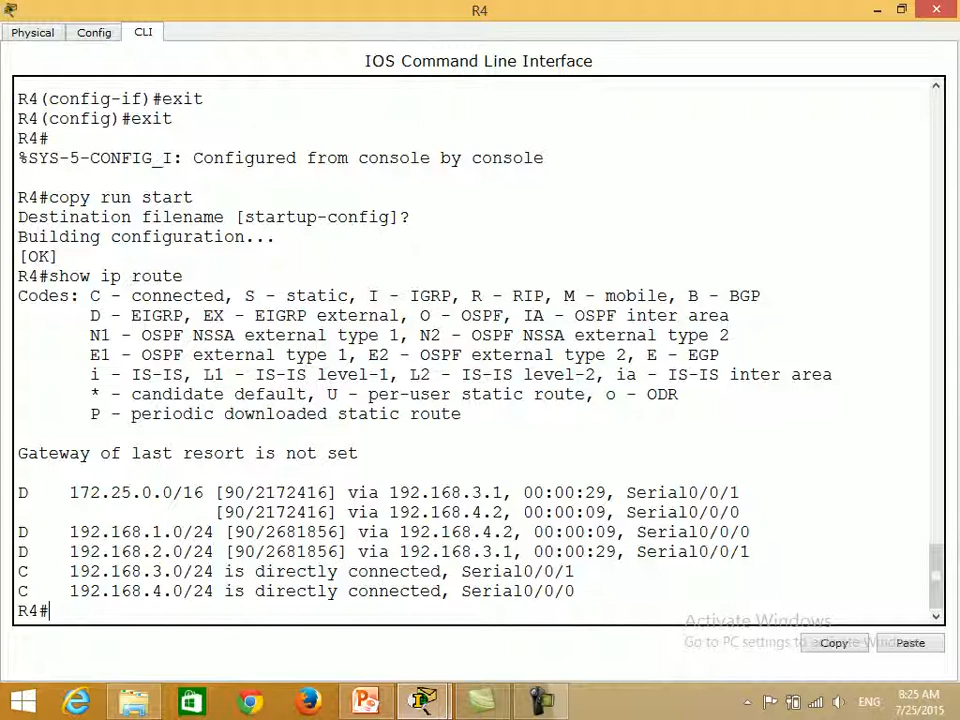 R4
Physical Config CLI
IOS Command Line Interface
R4(config-if)#exit
R4(config)#exit
R4#
%SYS-5-CONFIG_I: Configured from console by console
R4#copy run start
Destination filename [startup-config]?
Building configuration...
[OK]
R4#show ip route
Codes: C - connected, S - static, I - IGRP, R - RIP, M - mobile, B - BGP
D - EIGRP, EX - EIGRP external, O - OSPF, IA - OSPF inter area
N1 - OSPF NSSA external type 1, N2 - OSPF NSSA external type 2
E1 - OSPF external type 1, E2 - OSPF external type 2, E - EGP
i - IS-IS, L1 - IS-IS level-1, L2 - IS-IS level-2, ia - IS-IS inter area
* - candidate default, U - per-user static route, o - ODR
P - periodic downloaded static route
Gateway of last resort is not set
D 172.25.0.0/16 [90/2172416] via 192.168.3.1, 00:00:29, Serial0/0/1
[90/2172416] via 192.168.4.2, 00:00:09, Serial0/0/0
D 192.168.1.0/24 [90/2681856] via 192.168.4.2, 00:00:09, Serial0/0/0
D 192.168.2.0/24 [90/2681856] via 192.168.3.1, 00:00:29, Serial0/0/1
C 192.168.3.0/24 is directly connected, Serial0/0/1
C 192.168.4.0/24 is directly connected, Serial0/0/0
R4#
Activate Windows
Go to PC settings to activate Windows.
Copy Paste
ENG
8:25 AM
7/25/2015